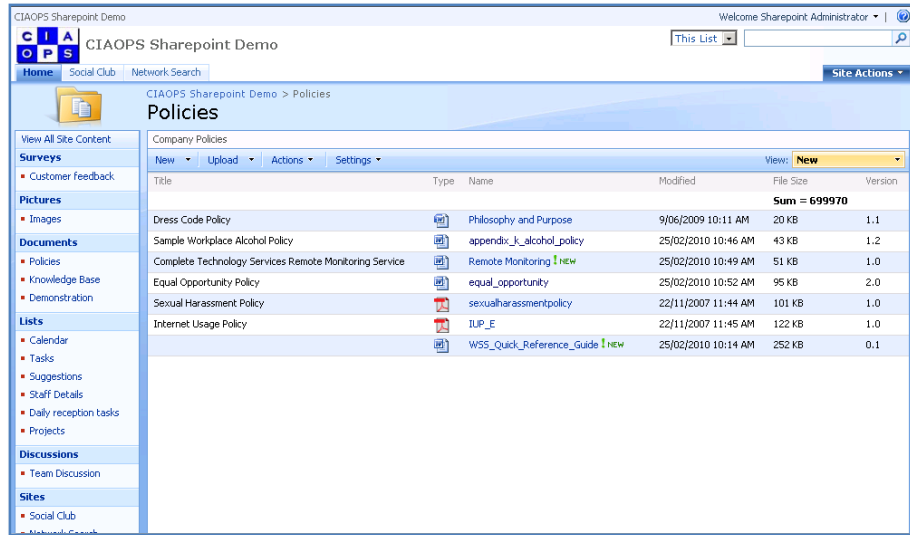 CIAOPS Sharepoint Demo Welcome Sharepoint Administrator
C I A
O P S
CIAOPS Sharepoint Demo This List
Home Social Club Network Search Site Actions
CIAOPS Sharepoint Demo > Policies
Policies
View All Site Content
Surveys
Customer feedback
Pictures
Images
Documents
Policies
Knowledge Base
Demonstration
Lists
Calendar
Tasks
Suggestions
Staff Details
Daily reception tasks
Projects
Discussions
Team Discussion
Sites
Social Club
Network Search
Company Policies
New Upload Actions Settings View: New
Title Type Name Modified File Size Version
Sum = 699970
Dress Code Policy Philosophy and Purpose 9/06/2009 10:11 AM 20 KB 1.1
Sample Workplace Alcohol Policy appendix_k_alcohol_policy 25/02/2010 10:46 AM 43 KB 1.2
Complete Technology Services Remote Monitoring Service Remote Monitoring ! NEW 25/02/2010 10:49 AM 51 KB 1.0
Equal Opportunity Policy equal_opportunity 25/02/2010 10:52 AM 95 KB 2.0
Sexual Harassment Policy sexualharassmentpolicy 22/11/2007 11:44 AM 101 KB 1.0
Internet Usage Policy IUP_E 22/11/2007 11:45 AM 122 KB 1.0
WSS_Quick_Reference_Guide ! NEW 25/02/2010 10:14 AM 252 KB 0.1